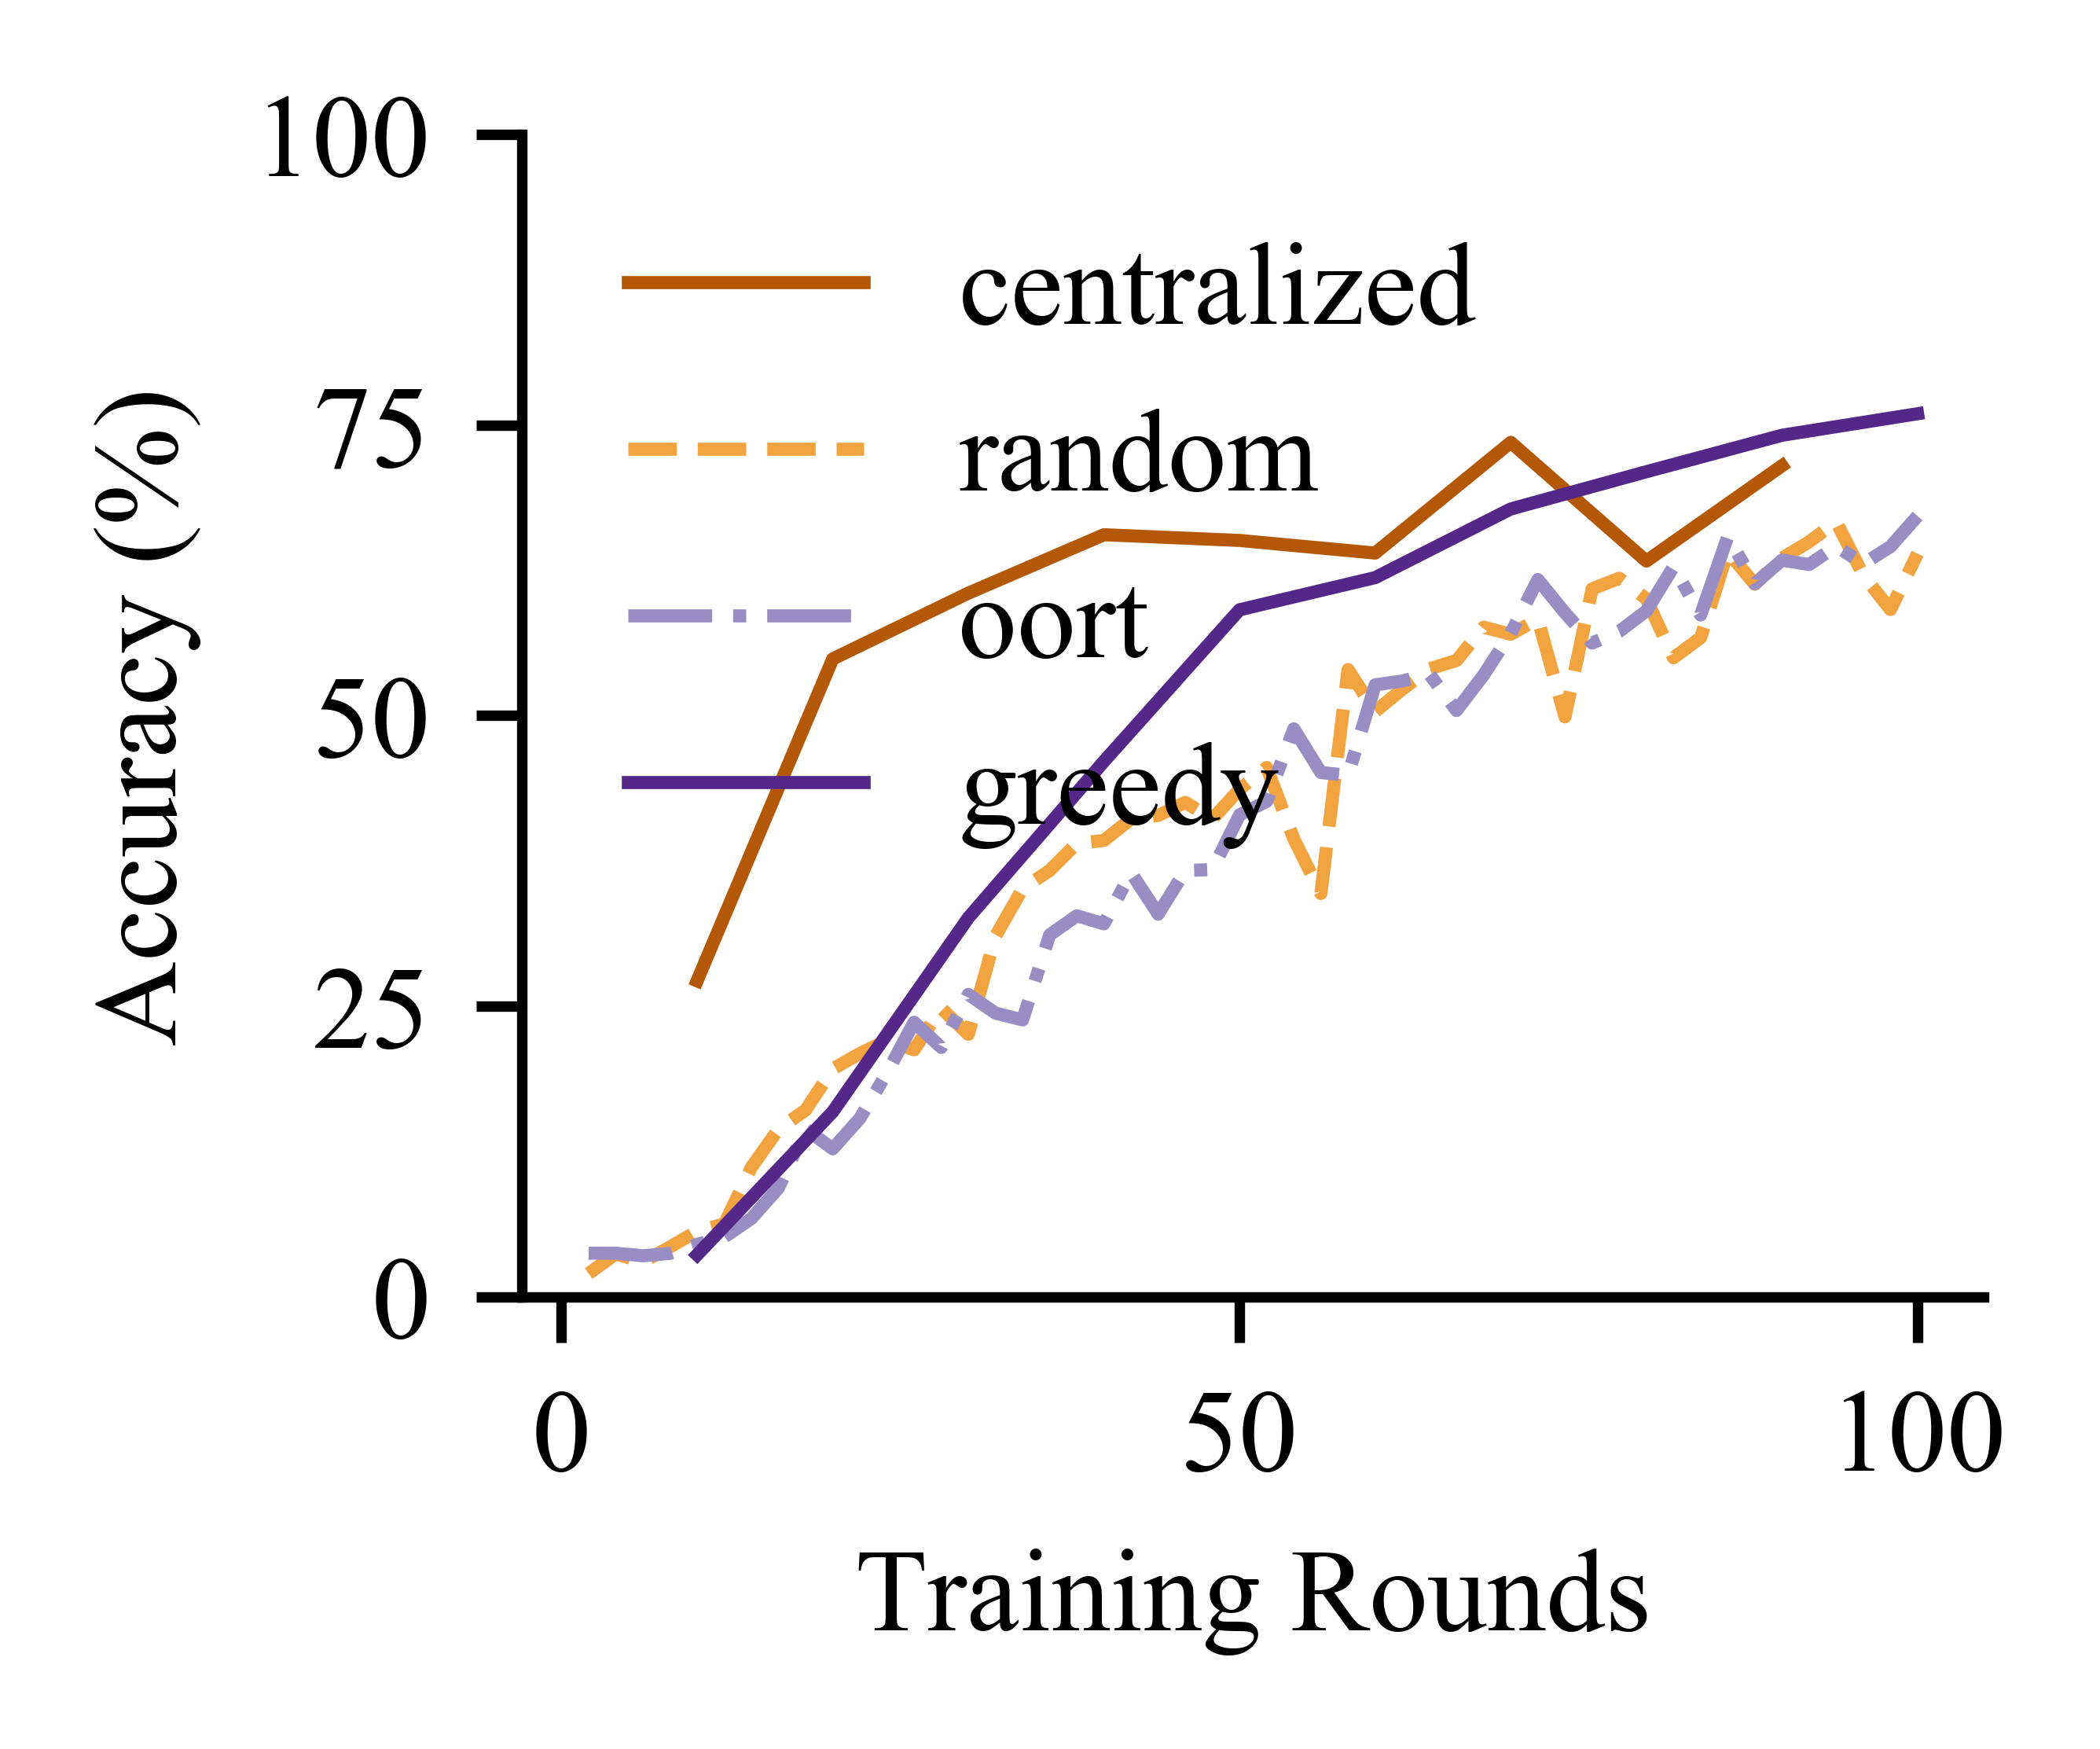 100
75
50
25
0
Accuracy (%)
centralized
random
oort
greedy
0 50 100
Training Rounds